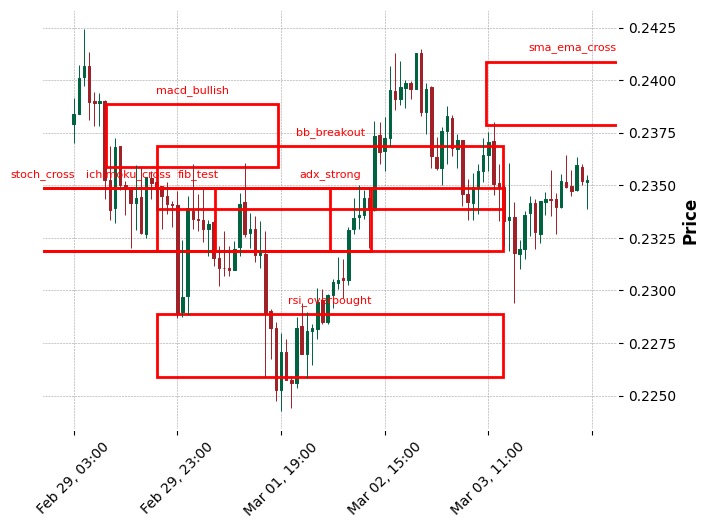 0.2425
sma_ema_cross
0.2400
macd_bullish
0.2375
bb_breakout
stoch_cross
ichimoku_cross
fib_test
adx_strong
0.2350
Price
0.2325
0.2300
rsi_overbought
0.2275
0.2250
Feb 29, 03:00
Feb 29, 23:00
Mar 01, 19:00
Mar 02, 15:00
Mar 03, 11:00